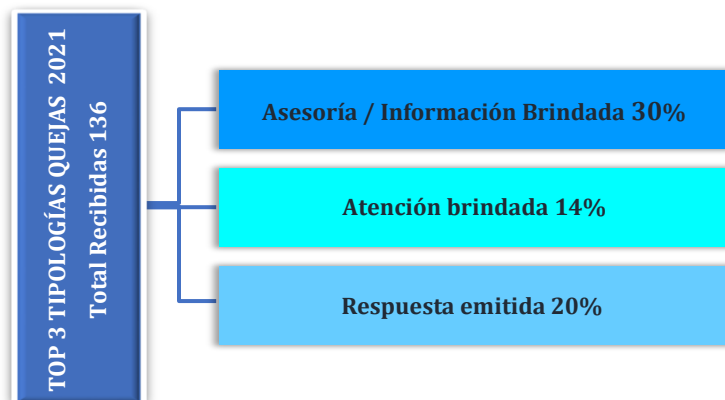 TOP 3 TIPOLOGÍAS QUEJAS 2021
Total Recibidas 136
Asesoría / Información Brindada 30%
Atención brindada 14%
Respuesta emitida 20%